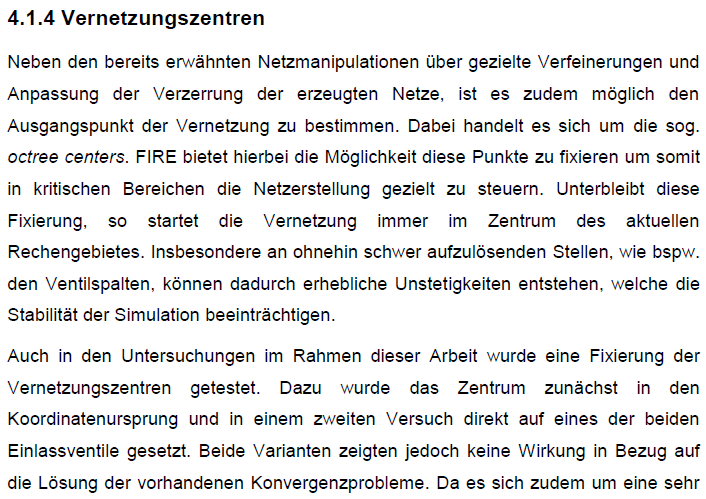 4.1.4 Vernetzungszentren
Neben den bereits erwähnten Netzmanipulationen über gezielte Verfeinerungen und
Anpassung der Verzerrung der erzeugten Netze, ist es zudem möglich den
Ausgangspunkt der Vernetzung zu bestimmen. Dabei handelt es sich um die sog.
octree centers. FIRE bietet hierbei die Möglichkeit diese Punkte zu fixieren um somit
in kritischen Bereichen die Netzerstellung gezielt zu steuern. Unterbleibt diese
Fixierung, so startet die Vernetzung immer im Zentrum des aktuellen
Rechengebietes. Insbesondere an ohnehin schwer aufzulösenden Stellen, wie bspw.
den Ventilspalten, können dadurch erhebliche Unstetigkeiten entstehen, welche die
Stabilität der Simulation beeinträchtigen.
Auch in den Untersuchungen im Rahmen dieser Arbeit wurde eine Fixierung der
Vernetzungszentren getestet. Dazu wurde das Zentrum zunächst in den
Koordinatenursprung und in einem zweiten Versuch direkt auf eines der beiden
Einlassventile gesetzt. Beide Varianten zeigten jedoch keine Wirkung in Bezug auf
die Lösung der vorhandenen Konvergenzprobleme. Da es sich zudem um eine sehr